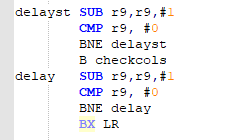 delayst SUB r9,r9,#1
CMP r9, #0
BNE delayst
B checkcols
delay SUB r9,r9,#1
CMP r9, #0
BNE delay
BX LR